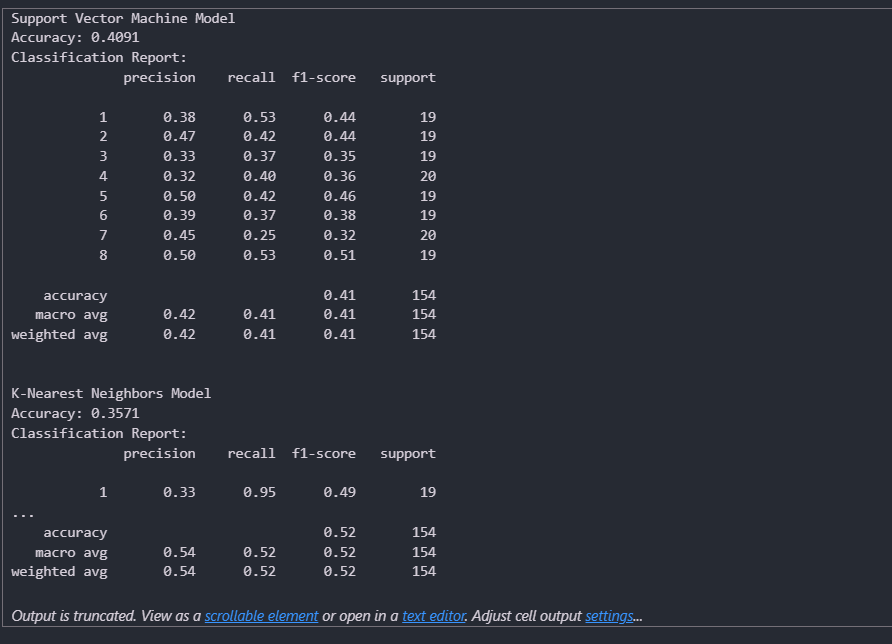 Support Vector Machine Model
Accuracy: 0.4091
Classification Report:
precision recall f1-score support
1 0.38 0.53 0.44 19
2 0.47 0.42 0.44 19
3 0.33 0.37 0.35 19
4 0.32 0.40 0.36 20
5 0.50 0.42 0.46 19
6 0.39 0.37 0.38 19
7 0.45 0.25 0.32 20
8 0.50 0.53 0.51 19
accuracy 0.41 154
macro avg 0.42 0.41 0.41 154
weighted avg 0.42 0.41 0.41 154
K-Nearest Neighbors Model
Accuracy: 0.3571
Classification Report:
precision recall f1-score support
1 0.33 0.95 0.49 19
...
accuracy 0.52 154
macro avg 0.54 0.52 0.52 154
weighted avg 0.54 0.52 0.52 154
Output is truncated. View as a scrollable element or open in a text editor. Adjust cell output settings...